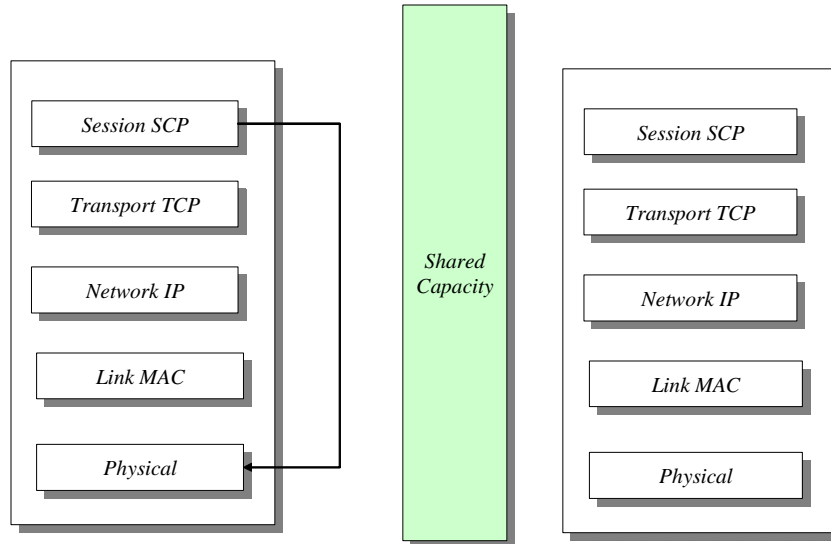 Session SCP
Transport TCP
Network IP
Link MAC
Physical
Shared
Capacity
Session SCP
Transport TCP
Network IP
Link MAC
Physical